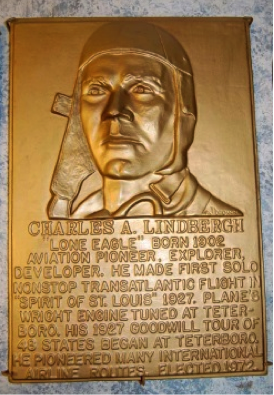 CHARLES A. LINDBERGH
"LONE EAGLE" BORN 1902
AVIATION PIONEER, EXPLORER,
DEVELOPER. HE MADE FIRST SOLO
NONSTOP TRANSATLANTIC FLIGHT IN
"SPIRIT OF ST. LOUIS" 1927. PLANE'S
WRIGHT ENGINE TUNED AT TETER-
BORO. HIS 1927 GOODWILL TOUR OF
48 STATES BEGAN AT TETERBORO.
HE PIONEERED MANY INTERNATIONAL
AIRLINE ROUTES. ELECTED 1972